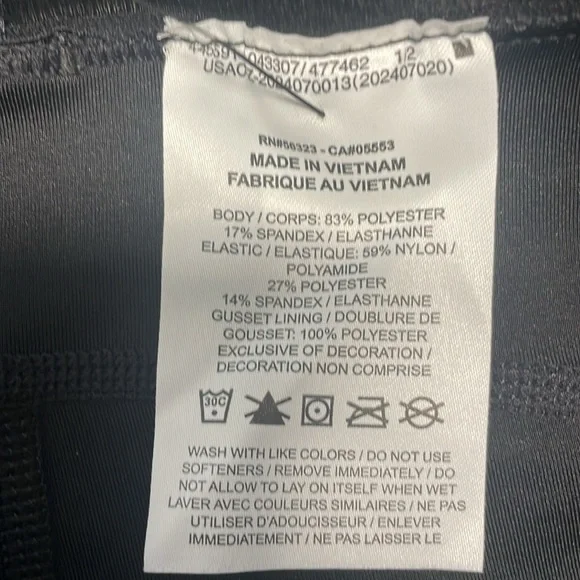 043307/477462 1/2
(202407020)
RN#56323 - CA#05553
MADE IN VIETNAM
FABRIQUE AU VIETNAM
BODY / CORPS: 83% POLYESTER
17% SPANDEX / ELASTHANNE
ELASTIC / ELASTIQUE: 59% NYLON /
POLYAMIDE
27% POLYESTER
14% SPANDEX / ELASTHANNE
GUSSET LINING / DOUBLURE DE
GOUSSET: 100% POLYESTER
EXCLUSIVE OF DECORATION /
DECORATION NON COMPRISE
30C
WASH WITH LIKE COLORS / DO NOT USE
SOFTENERS / REMOVE IMMEDIATELY / DO
NOT ALLOW TO LAY ON ITSELF WHEN WET
LAVER AVEC COULEURS SIMILAIRES / NE PAS
UTILISER D'ADOUCISSEUR / ENLEVER
IMMEDIATEMENT / NE PAS LAISSER LE